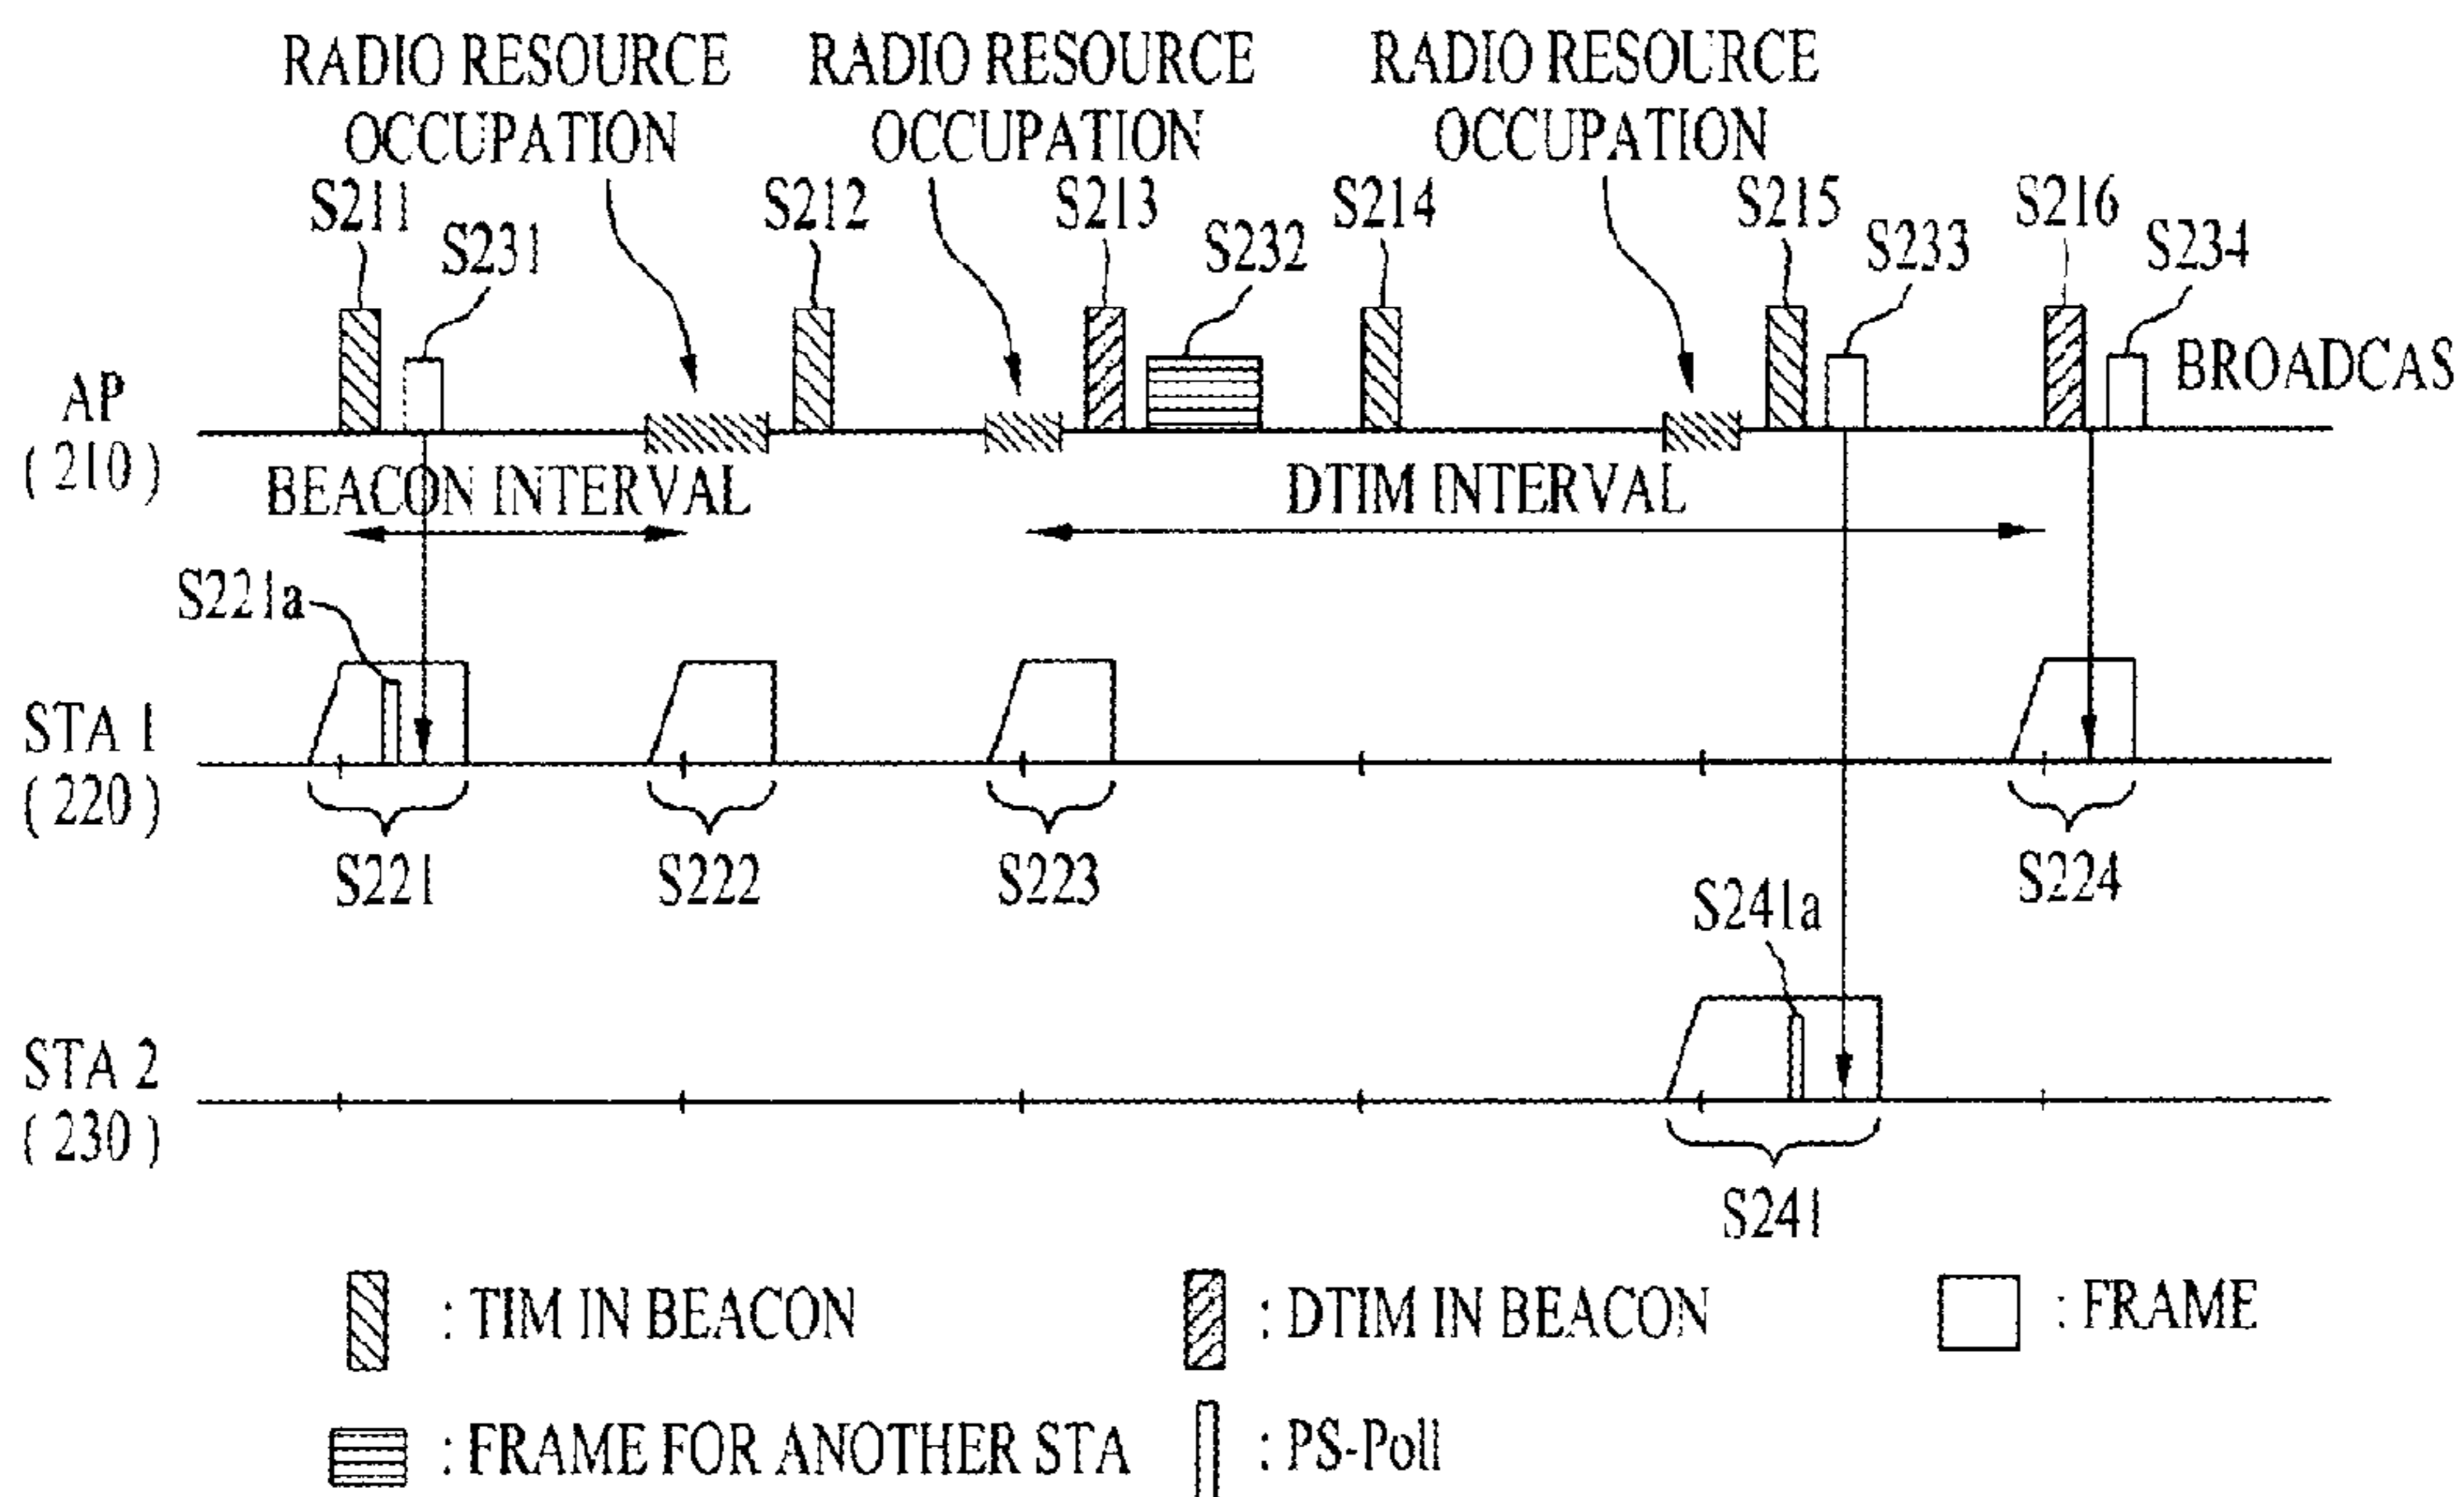 RADIO RESOURCE OCCUPATION
RADIO RESOURCE OCCUPATION
RADIO RESOURCE OCCUPATION
S211
S231
S212
S213
S232
S214
S215
S233
S216
S234
BROADCAS
AP
(210)
BEACON INTERVAL
DTIM INTERVAL
S221a
STA 1
(220)
S221
S222
S223
S224
S241a
STA 2
(230)
S241
: TIM IN BEACON
: DTIM IN BEACON
: FRAME
: FRAME FOR ANOTHER STA
: PS-Poll